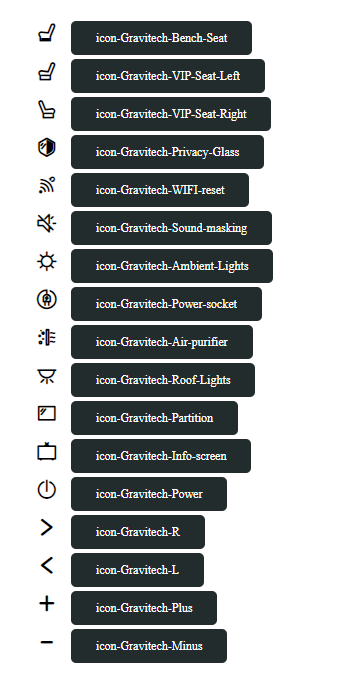 icon-Gravitech-Bench-Seat
icon-Gravitech-VIP-Seat-Left
icon-Gravitech-VIP-Seat-Right
icon-Gravitech-Privacy-Glass
icon-Gravitech-WIFI-reset
icon-Gravitech-Sound-masking
icon-Gravitech-Ambient-Lights
icon-Gravitech-Power-socket
icon-Gravitech-Air-purifier
icon-Gravitech-Roof-Lights
icon-Gravitech-Partition
icon-Gravitech-Info-screen
icon-Gravitech-Power
icon-Gravitech-R
icon-Gravitech-L
icon-Gravitech-Plus
icon-Gravitech-Minus